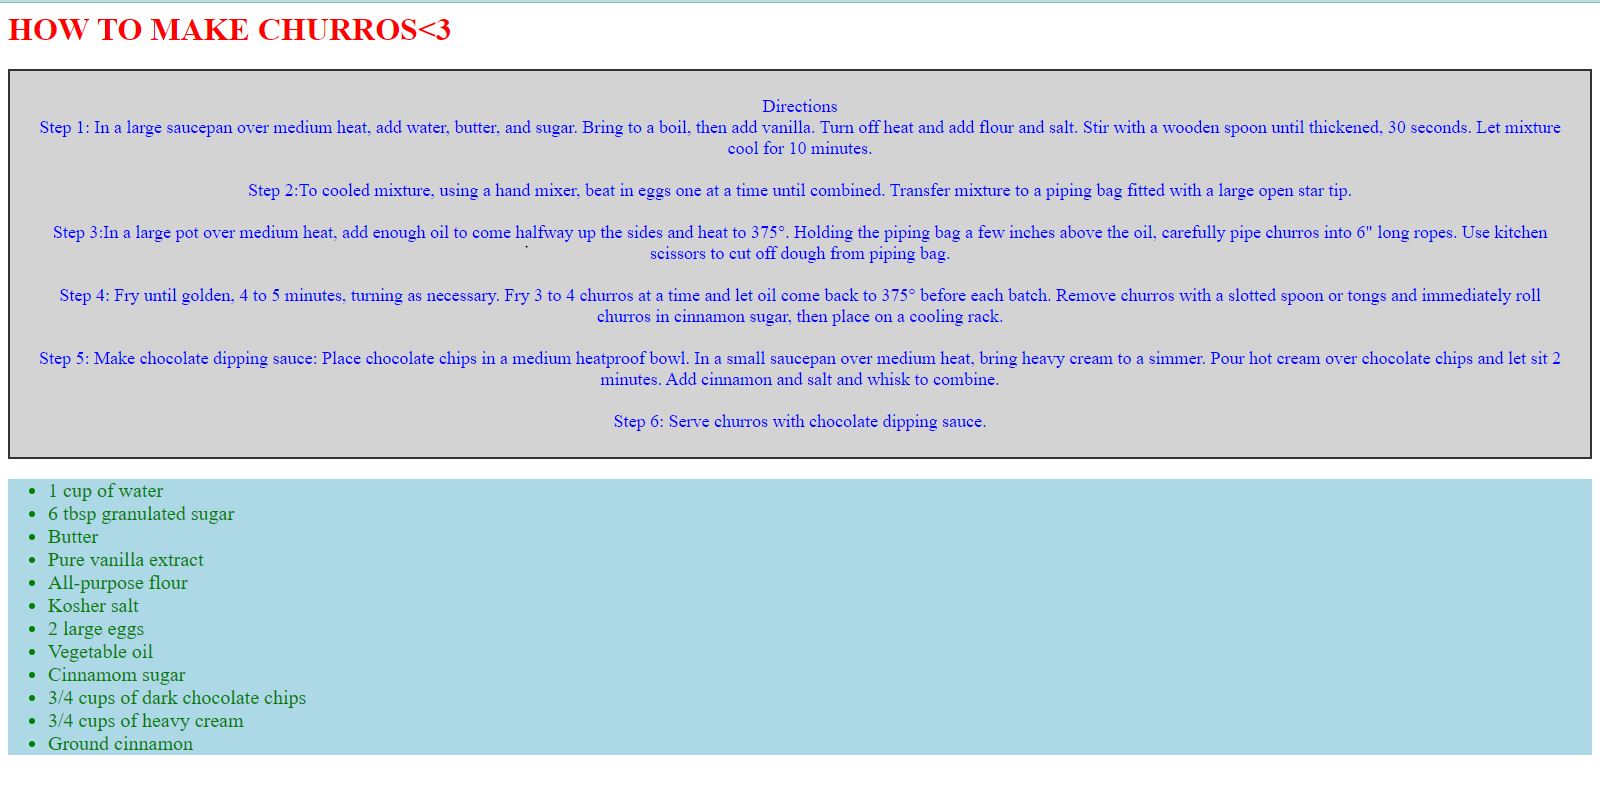 HOW TO MAKE CHURROS<3
Directions
Step 1: In a large saucepan over medium heat, add water, butter, and sugar. Bring to a boil, then add vanilla. Turn off heat and add flour and salt. Stir with a wooden spoon until thickened, 30 seconds. Let mixture
cool for 10 minutes.
Step 2:To cooled mixture, using a hand mixer, beat in eggs one at a time until combined. Transfer mixture to a piping bag fitted with a large open star tip.
Step 3:In a large pot over medium heat, add enough oil to come halfway up the sides and heat to 375°. Holding the piping bag a few inches above the oil, carefully pipe churros into 6" long ropes. Use kitchen
scissors to cut off dough from piping bag.
Step 4: Fry until golden, 4 to 5 minutes, turning as necessary. Fry 3 to 4 churros at a time and let oil come back to 375° before each batch. Remove churros with a slotted spoon or tongs and immediately roll
churros in cinnamon sugar, then place on a cooling rack.
Step 5: Make chocolate dipping sauce: Place chocolate chips in a medium heatproof bowl. In a small saucepan over medium heat, bring heavy cream to a simmer. Pour hot cream over chocolate chips and let sit 2
minutes. Add cinnamon and salt and whisk to combine.
Step 6: Serve churros with chocolate dipping sauce.
• 1 cup of water
• 6 tbsp granulated sugar
• Butter
• Pure vanilla extract
• All-purpose flour
• Kosher salt
• 2 large eggs
• Vegetable oil
• Cinnamom sugar
• 3/4 cups of dark chocolate chips
• 3/4 cups of heavy cream
• Ground cinnamon